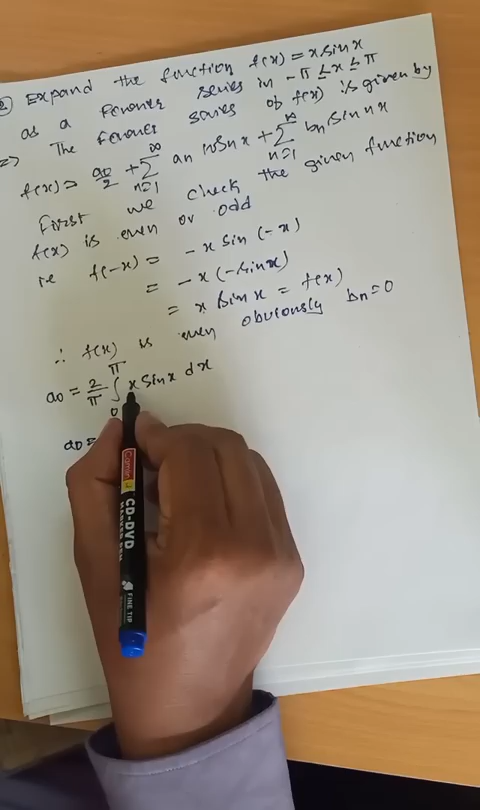 Expand the function f(x) = x sin x
as a Fourier series in -π ≤ x ≤ π
=> The Fourier series of f(x) is given by
f(x) = a0/2 + ∑ n=1 ∞ an cos nx + ∑ n=1 ∞ bn sin nx
First we check the given function
f(x) is even or odd
ie f(-x) = -x sin(-x)
= -x(-sinx)
= x sin x = f(x)
∴ f(x) is even obviously bn = 0
a0 = 2/π ∫ 0 π x sin x dx
a0 =
Camlin
CD-DVD
MARKER PEN
FINE TIP